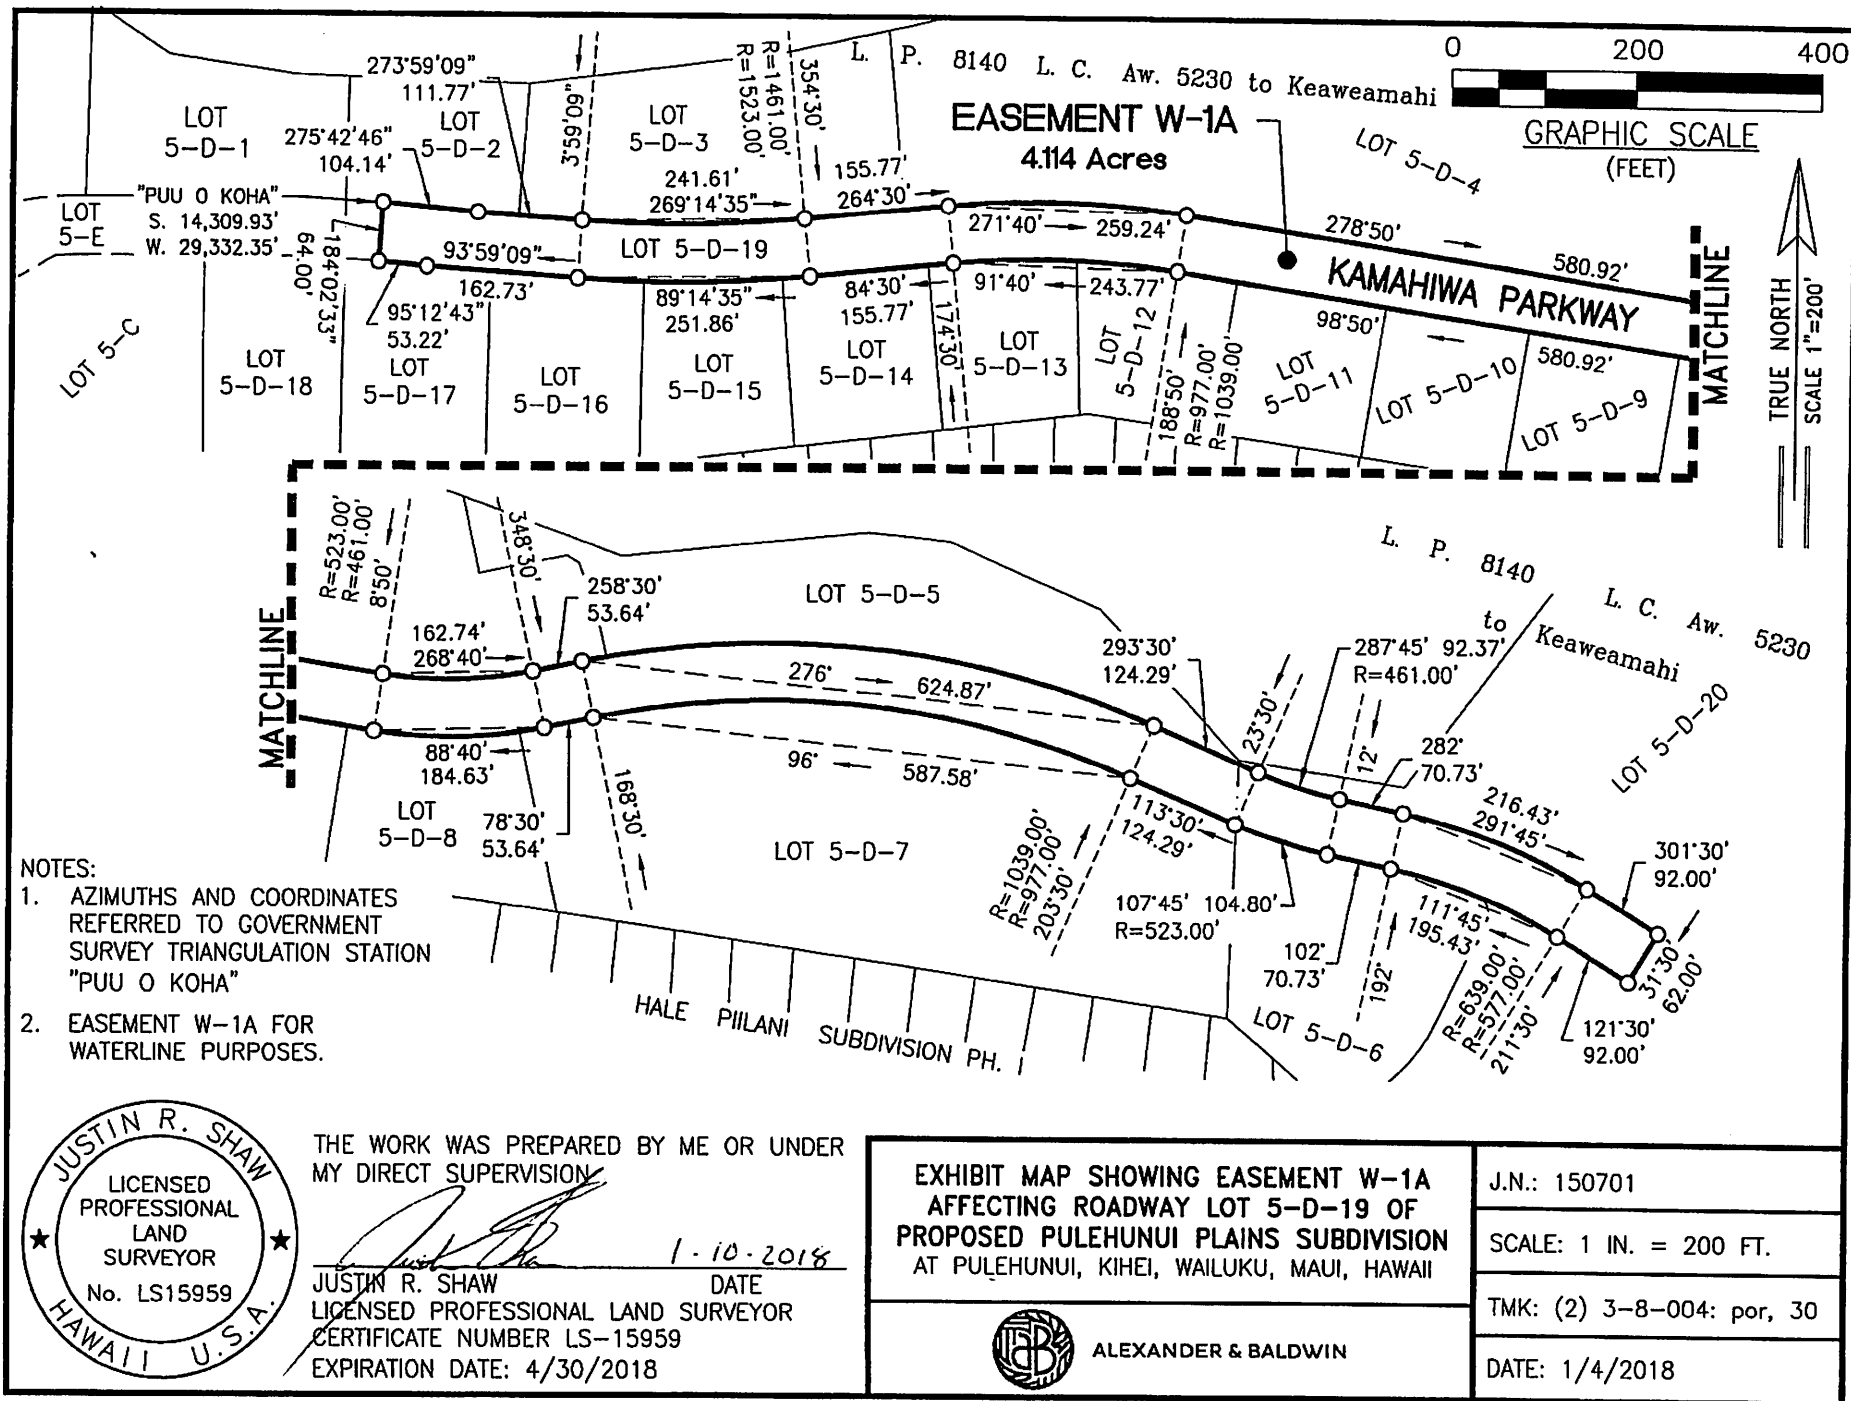 0 200 400
GRAPHIC SCALE
(FEET)
L. P. 8140 L. C. Aw. 5230 to Keaweamahi
EASEMENT W-1A
4.114 Acres
LOT 5-D-4
LOT
5-D-1
273°59'09"
111.77'
275°42'46"
104.14'
LOT
5-D-2
3°59'09"
LOT
5-D-3
R=1461.00'
R=1523.00'
354°30'
241.61'
269°14'35"
155.77'
264°30'
271°40' 259.24'
278°50'
580.92'
LOT
5-E
"PUU O KOHA"
S. 14,309.93'
W. 29,332.35'
184°02'33"
64.00'
93°59'09"
162.73'
LOT 5-D-19
95°12'43"
53.22'
89°14'35"
251.86'
84°30'
155.77'
174°30'
91°40' 243.77'
KAMAHIWA PARKWAY
98°50'
580.92'
188°50'
R=977.00'
R=1039.00'
LOT 5-C
LOT
5-D-18
LOT
5-D-17
LOT
5-D-16
LOT
5-D-15
LOT
5-D-14
LOT
5-D-13
LOT
5-D-12
LOT
5-D-11
LOT 5-D-10
LOT 5-D-9
MATCHLINE
TRUE NORTH
SCALE 1"=200'
MATCHLINE
R=523.00'
R=461.00'
8°50'
348°30'
162.74'
268°40'
258°30'
53.64'
LOT 5-D-5
276° 624.87'
293°30'
124.29'
23°30'
287°45' 92.37'
R=461.00'
12°
282°
70.73'
216.43'
291°45'
301°30'
92.00'
31°30'
62.00'
L. P. 8140 L. C. Aw. 5230
to Keaweamahi
LOT 5-D-20
88°40'
184.63'
LOT
5-D-8
78°30'
53.64'
168°30'
96° 587.58'
LOT 5-D-7
R=1039.00'
R=977.00'
203°30'
113°30'
124.29'
107°45' 104.80'
R=523.00'
102°
70.73'
192°
111°45'
195.43'
R=639.00'
R=577.00'
211°30'
121°30'
92.00'
LOT 5-D-6
HALE PIILANI SUBDIVISION PH.
NOTES:
1. AZIMUTHS AND COORDINATES
REFERRED TO GOVERNMENT
SURVEY TRIANGULATION STATION
"PUU O KOHA"
2. EASEMENT W-1A FOR
WATERLINE PURPOSES.
JUSTIN R. SHAW
LICENSED
PROFESSIONAL
LAND
SURVEYOR
No. LS15959
HAWAII U.S.A.
THE WORK WAS PREPARED BY ME OR UNDER
MY DIRECT SUPERVISION
1-10-2018
JUSTIN R. SHAW DATE
LICENSED PROFESSIONAL LAND SURVEYOR
CERTIFICATE NUMBER LS-15959
EXPIRATION DATE: 4/30/2018
EXHIBIT MAP SHOWING EASEMENT W-1A
AFFECTING ROADWAY LOT 5-D-19 OF
PROPOSED PULEHUNUI PLAINS SUBDIVISION
AT PULEHUNUI, KIHEI, WAILUKU, MAUI, HAWAII
ALEXANDER & BALDWIN
J.N.: 150701
SCALE: 1 IN. = 200 FT.
TMK: (2) 3-8-004: por, 30
DATE: 1/4/2018